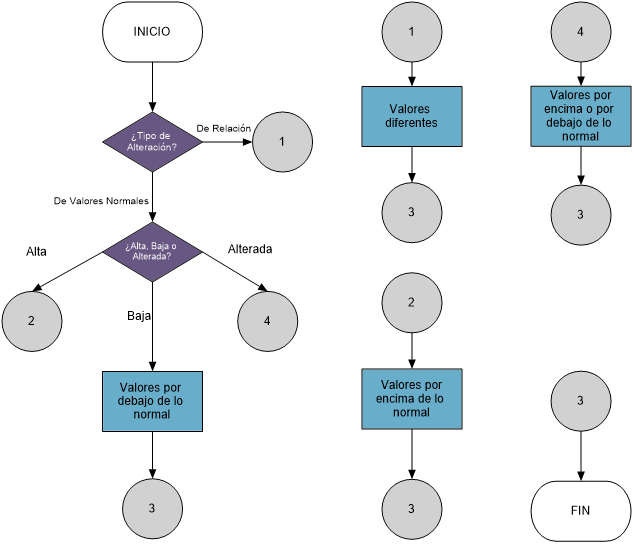 INICIO
¿Tipo de
Alteración?
De Relación
1
De Valores Normales
¿Alta, Baja o
Alterada?
Alta
Alterada
2
4
Baja
Valores por
debajo de lo
normal
3
1
Valores
diferentes
3
4
Valores por
encima o por
debajo de lo
normal
3
2
Valores por
encima de lo
normal
3
3
FIN